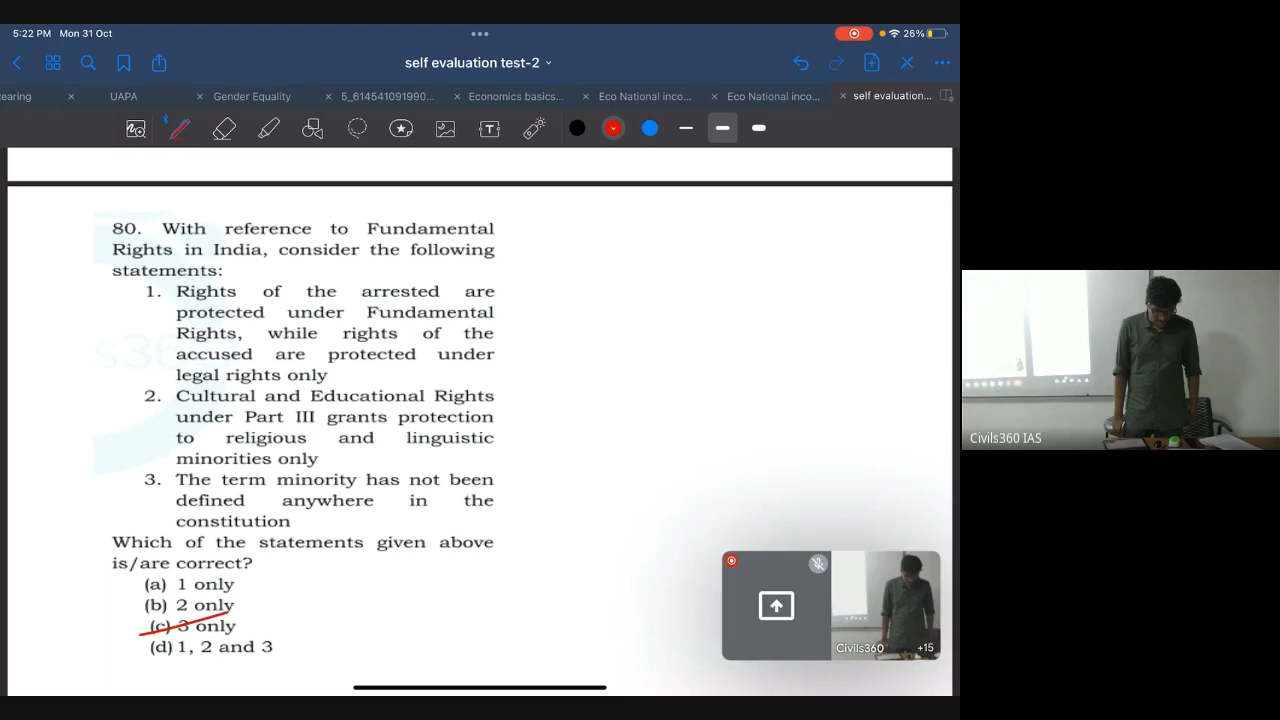 5:22 PM Mon 31 Oct
26%
self evaluation test-2
earing
UAPA
Gender Equality
5_614541091990...
Economics basics...
Eco National inco...
Eco National inco...
self evaluation...
80. With reference to Fundamental
Rights in India, consider the following
statements:
1. Rights of the arrested are
protected under Fundamental
Rights, while rights of the
accused are protected under
legal rights only
2. Cultural and Educational Rights
under Part III grants protection
to religious and linguistic
minorities only
3. The term minority has not been
defined anywhere in the
constitution
Which of the statements given above
is/are correct?
(a) 1 only
(b) 2 only
(c) 3 only
(d) 1, 2 and 3
s360
Civils360
+15
Civils360 IAS